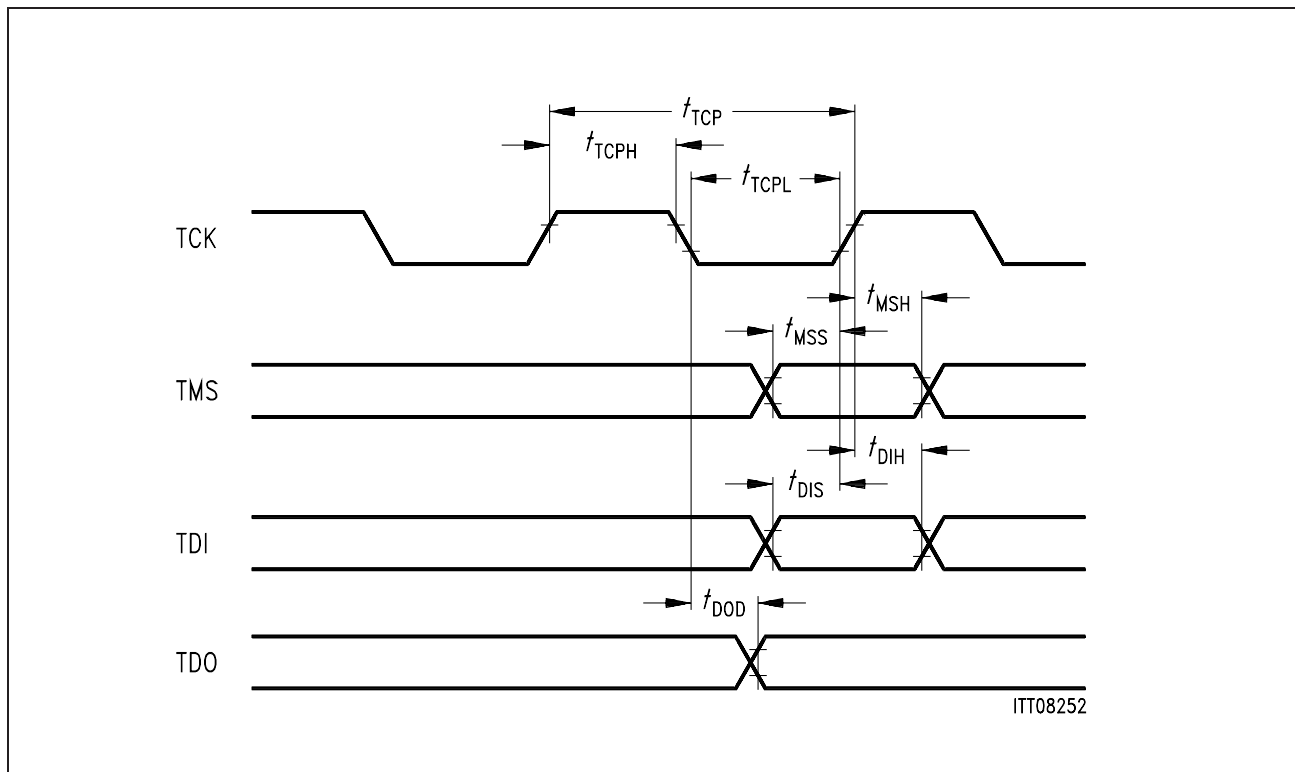 tTCP
tTCPH
tTCPL
TCK
tMSH
tMSS
TMS
tDIH
tDIS
TDI
tDOD
TDO
ITT08252